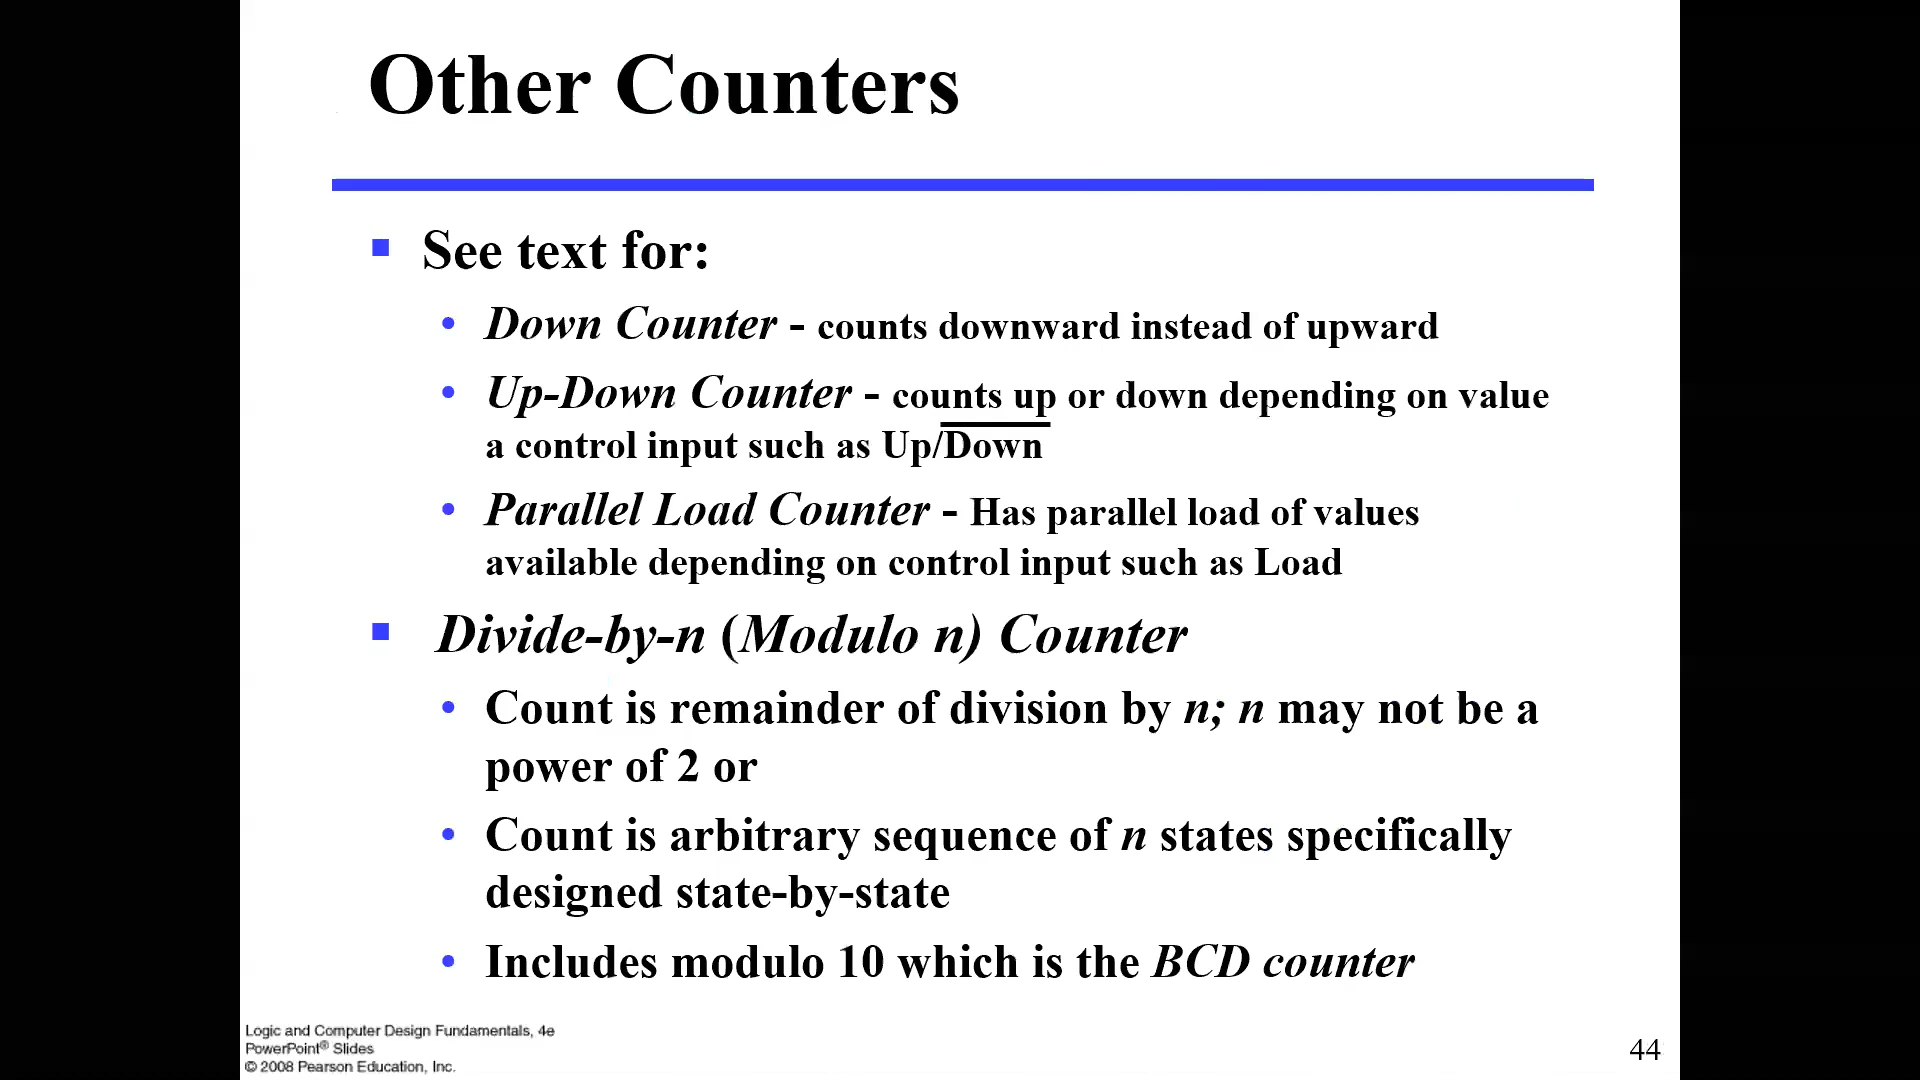 Other Counters
See text for:
Down Counter - counts downward instead of upward
Up-Down Counter - counts up or down depending on value
a control input such as Up/Down
Parallel Load Counter - Has parallel load of values
available depending on control input such as Load
Divide-by-n (Modulo n) Counter
Count is remainder of division by n; n may not be a
power of 2 or
Count is arbitrary sequence of n states specifically
designed state-by-state
Includes modulo 10 which is the BCD counter
Logic and Computer Design Fundamentals, 4e
PowerPoint® Slides
© 2008 Pearson Education, Inc.
44